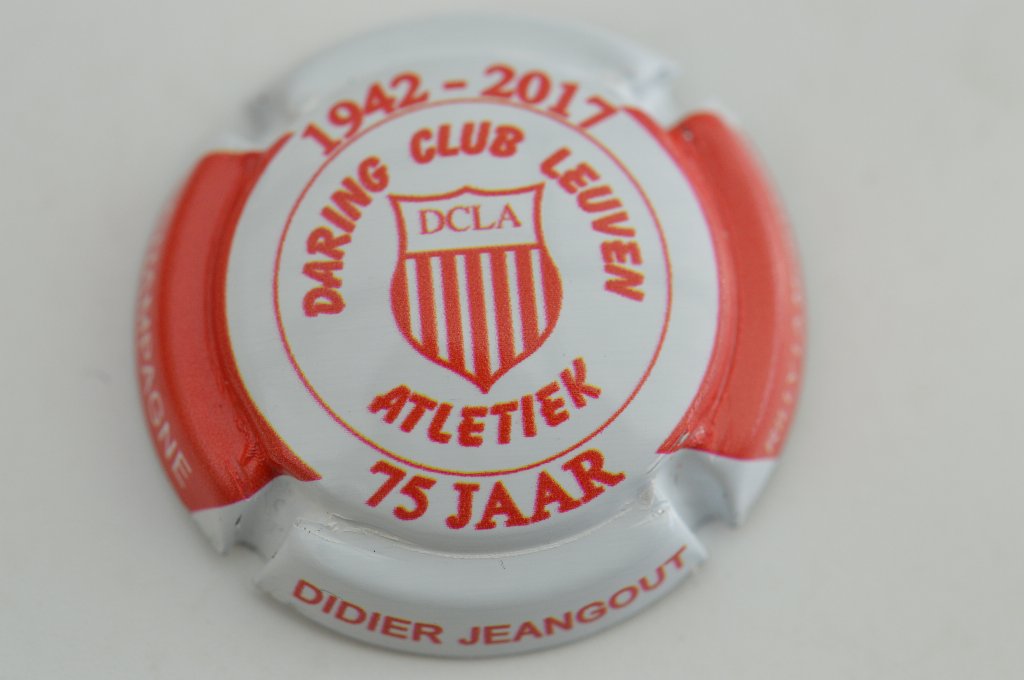 1942 - 2017
DARING CLUB LEUVEN
DCLA
ATLETIEK
75 JAAR
DIDIER JEANGOUT